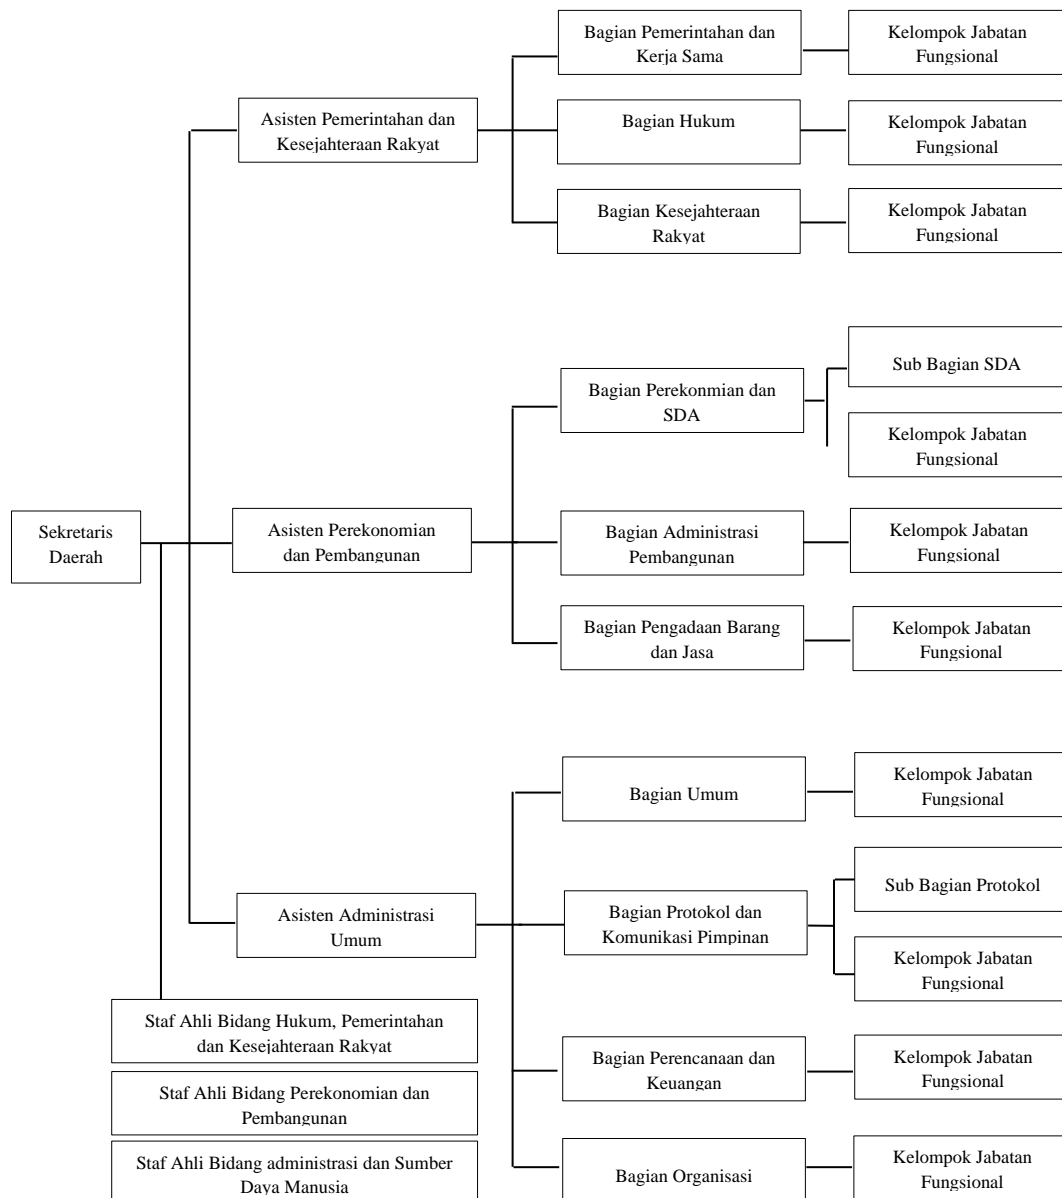 Bagian Pemerintahan dan
Kerja Sama
Kelompok Jabatan
Fungsional
Asisten Pemerintahan dan
Kesejahteraan Rakyat
Bagian Hukum
Kelompok Jabatan
Fungsional
Bagian Kesejahteraan
Rakyat
Kelompok Jabatan
Fungsional
Sub Bagian SDA
Bagian Perekonmian dan
SDA
Kelompok Jabatan
Fungsional
Sekretaris
Daerah
Asisten Perekonomian
dan Pembangunan
Bagian Administrasi
Pembangunan
Kelompok Jabatan
Fungsional
Bagian Pengadaan Barang
dan Jasa
Kelompok Jabatan
Fungsional
Bagian Umum
Kelompok Jabatan
Fungsional
Sub Bagian Protokol
Asisten Administrasi
Umum
Bagian Protokol dan
Komunikasi Pimpinan
Kelompok Jabatan
Fungsional
Staf Ahli Bidang Hukum, Pemerintahan
dan Kesejahteraan Rakyat
Bagian Perencanaan dan
Keuangan
Kelompok Jabatan
Fungsional
Staf Ahli Bidang Perekonomian dan
Pembangunan
Staf Ahli Bidang administrasi dan Sumber
Daya Manusia
Bagian Organisasi
Kelompok Jabatan
Fungsional